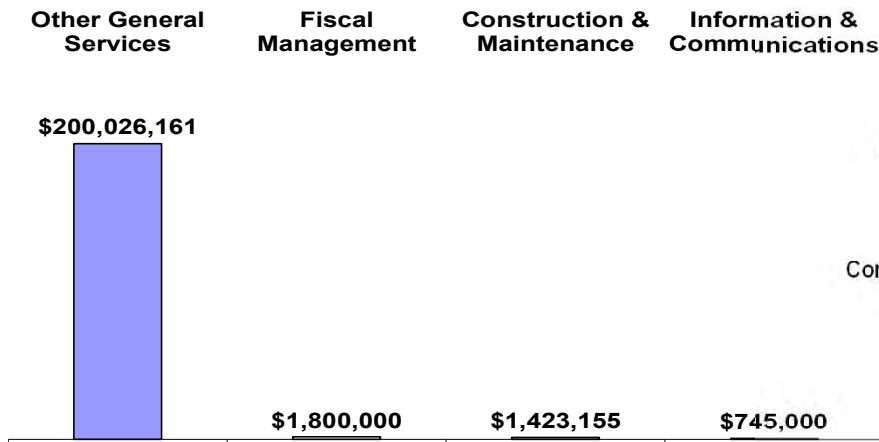 Other General
Services
Fiscal
Management
Construction &
Maintenance
Information &
Communications
$200,026,161
Cor
$1,800,000
$1,423,155
$745,000